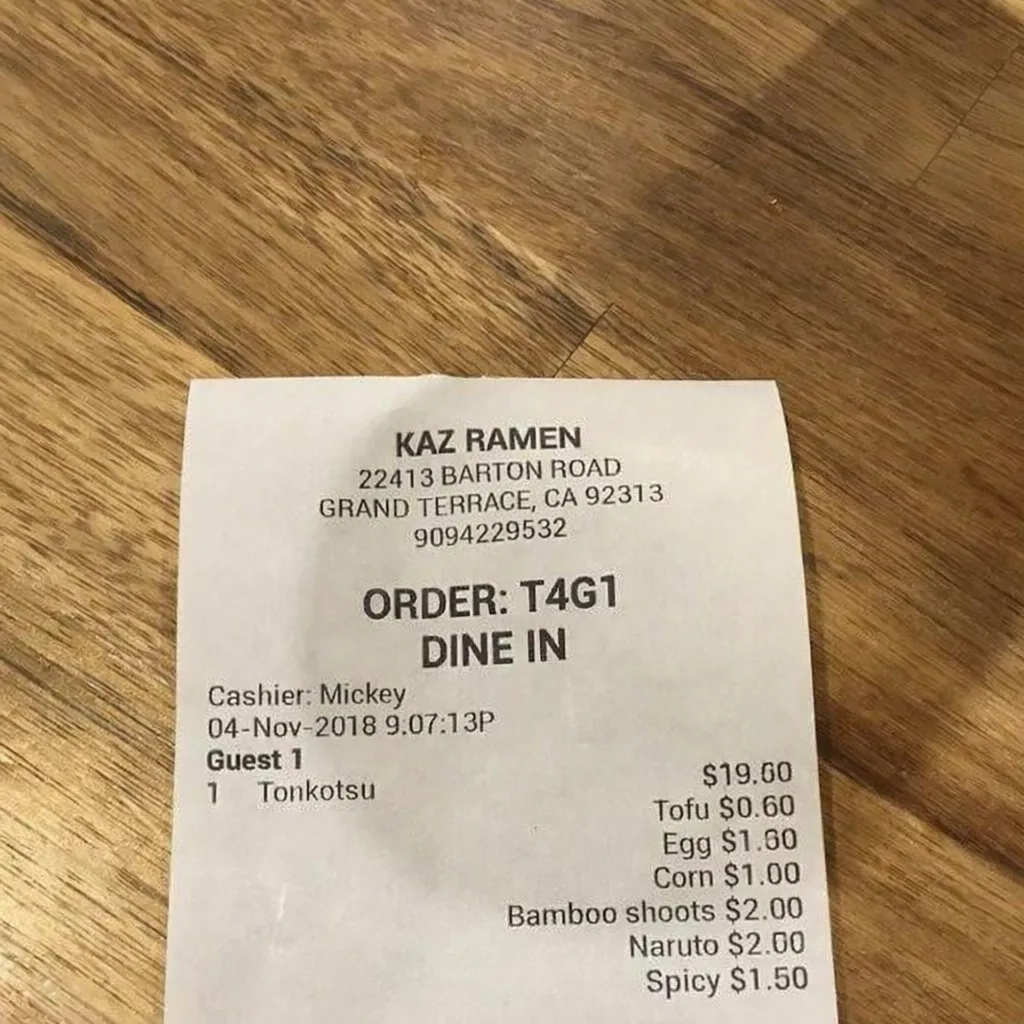 KAZ RAMEN
22413 BARTON ROAD
GRAND TERRACE, CA 92313
9094229532
ORDER: T4G1
DINE IN
Cashier: Mickey
04-Nov-2018 9.07:13P
Guest 1
1 Tonkotsu $19.60
Tofu $0.60
Egg $1.60
Corn $1.00
Bamboo shoots $2.00
Naruto $2.00
Spicy $1.50